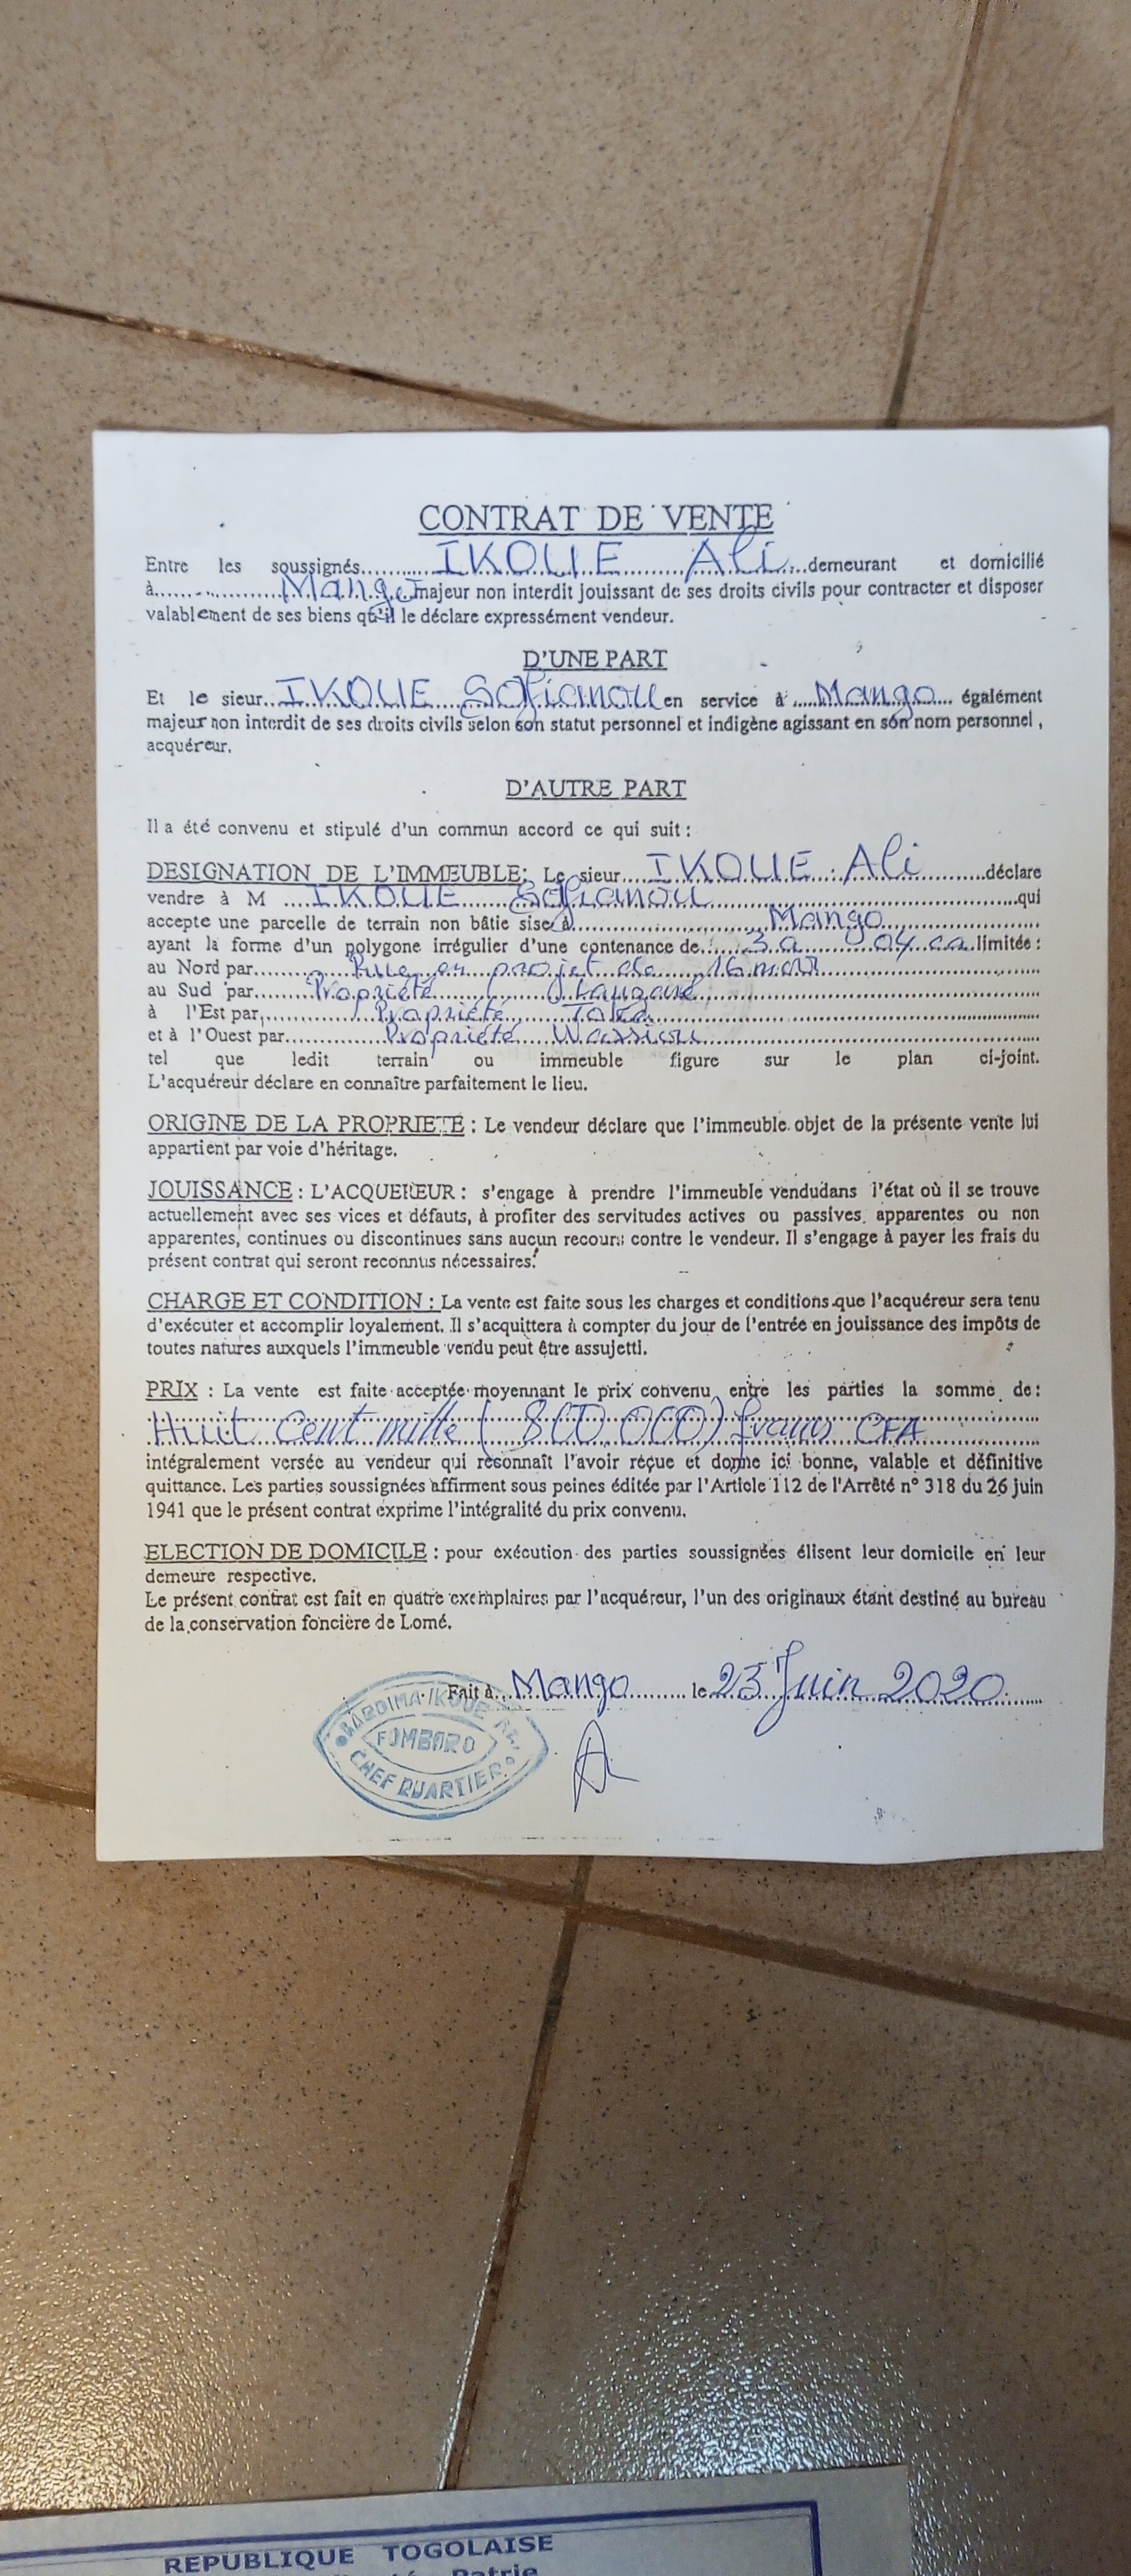 CONTRAT DE VENTE
Entre les soussignés.......... IKOUE Ali demeurant et domicilié
à................ Mango majeur non interdit jouissant de ses droits civils pour contracter et disposer
valablement de ses biens qu'il le déclare expressément vendeur.
D'UNE PART
Et le sieur IKOUE Sofianou en service à Mango également
majeur non interdit de ses droits civils selon son statut personnel et indigène agissant en son nom personnel ,
acquéreur.
D'AUTRE PART
Il a été convenu et stipulé d'un commun accord ce qui suit :
DESIGNATION DE L'IMMEUBLE: Le sieur IKOUE Ali déclare
vendre à M IKOUE Sofianou qui
accepte une parcelle de terrain non bâtie sise à Mango
ayant la forme d'un polygone irrégulier d'une contenance de 3a 04 ca limitée :
au Nord par Rue en projet de 16 m
au Sud par Propriété
à l'Est par Propriété
et à l'Ouest par Propriété Wassiou
tel que ledit terrain ou immeuble figure sur le plan ci-joint.
L'acquéreur déclare en connaître parfaitement le lieu.
ORIGINE DE LA PROPRIETE : Le vendeur déclare que l'immeuble objet de la présente vente lui
appartient par voie d'héritage.
JOUISSANCE : L'ACQUEREUR : s'engage à prendre l'immeuble vendudans l'état où il se trouve
actuellement avec ses vices et défauts, à profiter des servitudes actives ou passives apparentes ou non
apparentes, continues ou discontinues sans aucun recours contre le vendeur. Il s'engage à payer les frais du
présent contrat qui seront reconnus nécessaires.
CHARGE ET CONDITION : La vente est faite sous les charges et conditions que l'acquéreur sera tenu
d'exécuter et accomplir loyalement. Il s'acquittera à compter du jour de l'entrée en jouissance des impôts de
toutes natures auxquels l'immeuble vendu peut être assujetti.
PRIX : La vente est faite acceptée moyennant le prix convenu entre les parties la somme de :
Huit Cent mille (800.000) francs CFA
intégralement versée au vendeur qui reconnaît l'avoir reçue et donne ici bonne, valable et définitive
quittance. Les parties soussignées affirment sous peines éditée par l'Article 112 de l'Arrêté n° 318 du 26 juin
1941 que le présent contrat exprime l'intégralité du prix convenu.
ELECTION DE DOMICILE : pour exécution des parties soussignées élisent leur domicile en leur
demeure respective.
Le présent contrat est fait en quatre exemplaires par l'acquéreur, l'un des originaux étant destiné au bureau
de la conservation foncière de Lomé.
Fait à Mango le 23 Juin 2020
IKOUE
FOMBORO
CHEF QUARTIER
REPUBLIQUE TOGOLAISE
Patrie